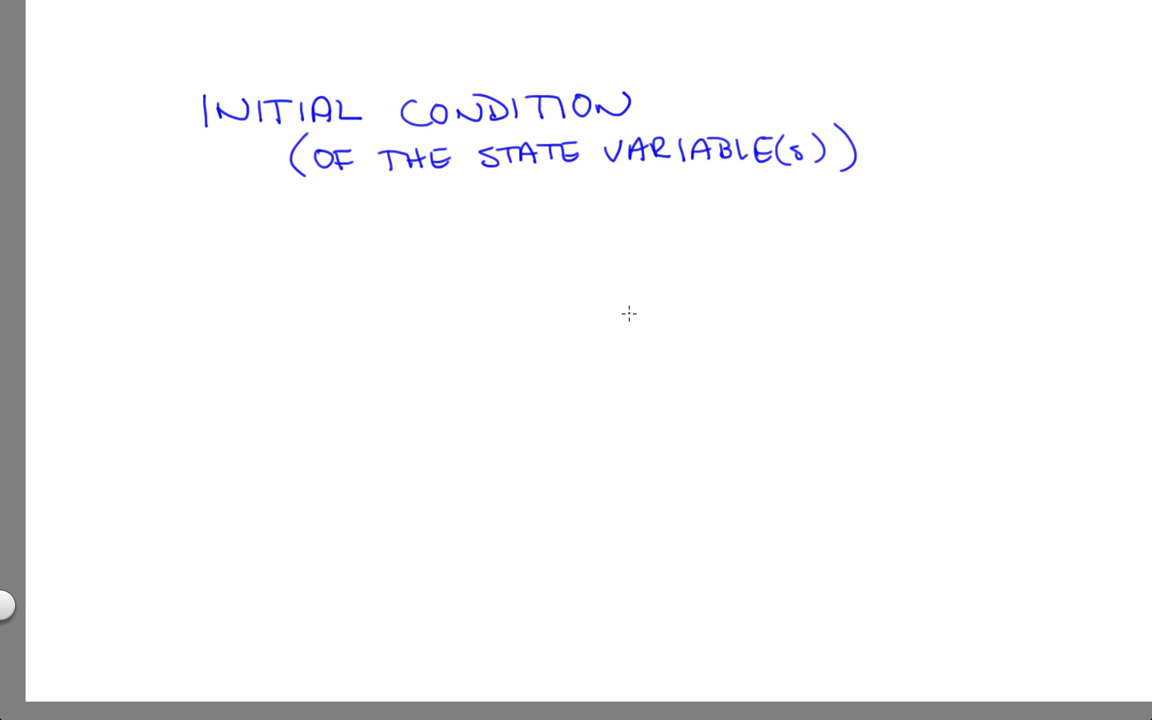 INITIAL CONDITION
(OF THE STATE VARIABLE(S))